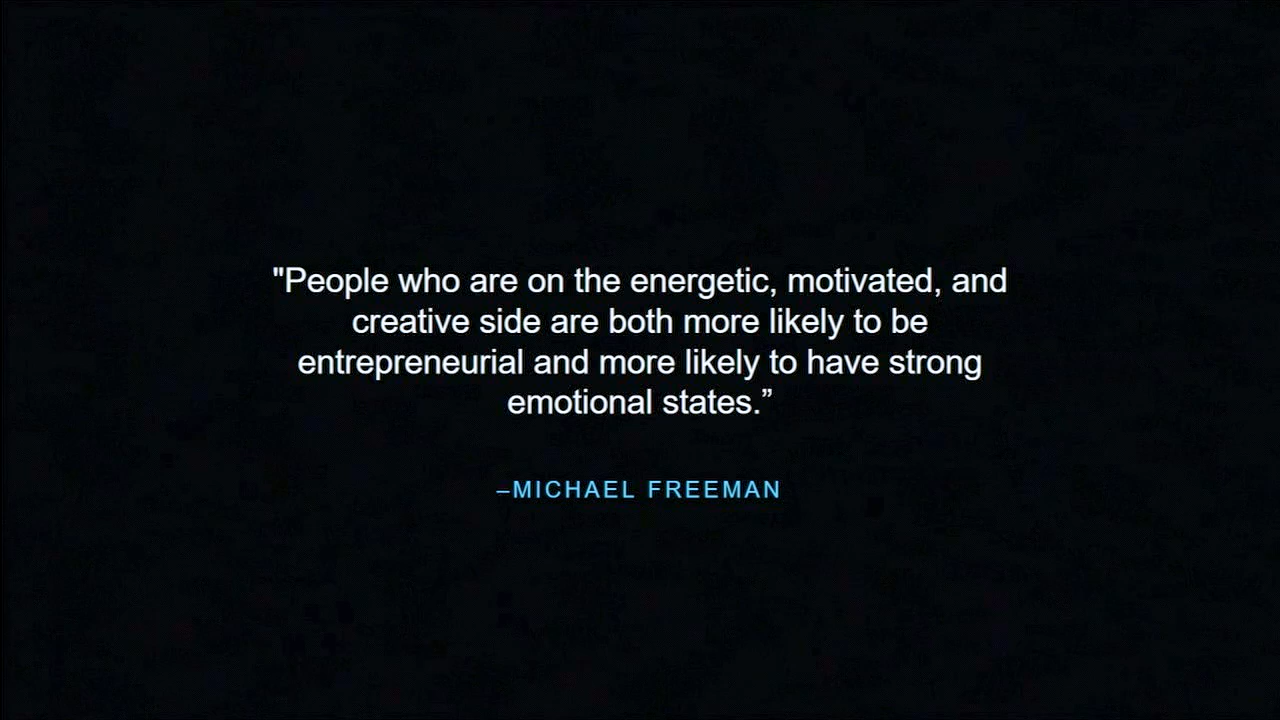 "People who are on the energetic, motivated, and
creative side are both more likely to be
entrepreneurial and more likely to have strong
emotional states.”
–MICHAEL FREEMAN